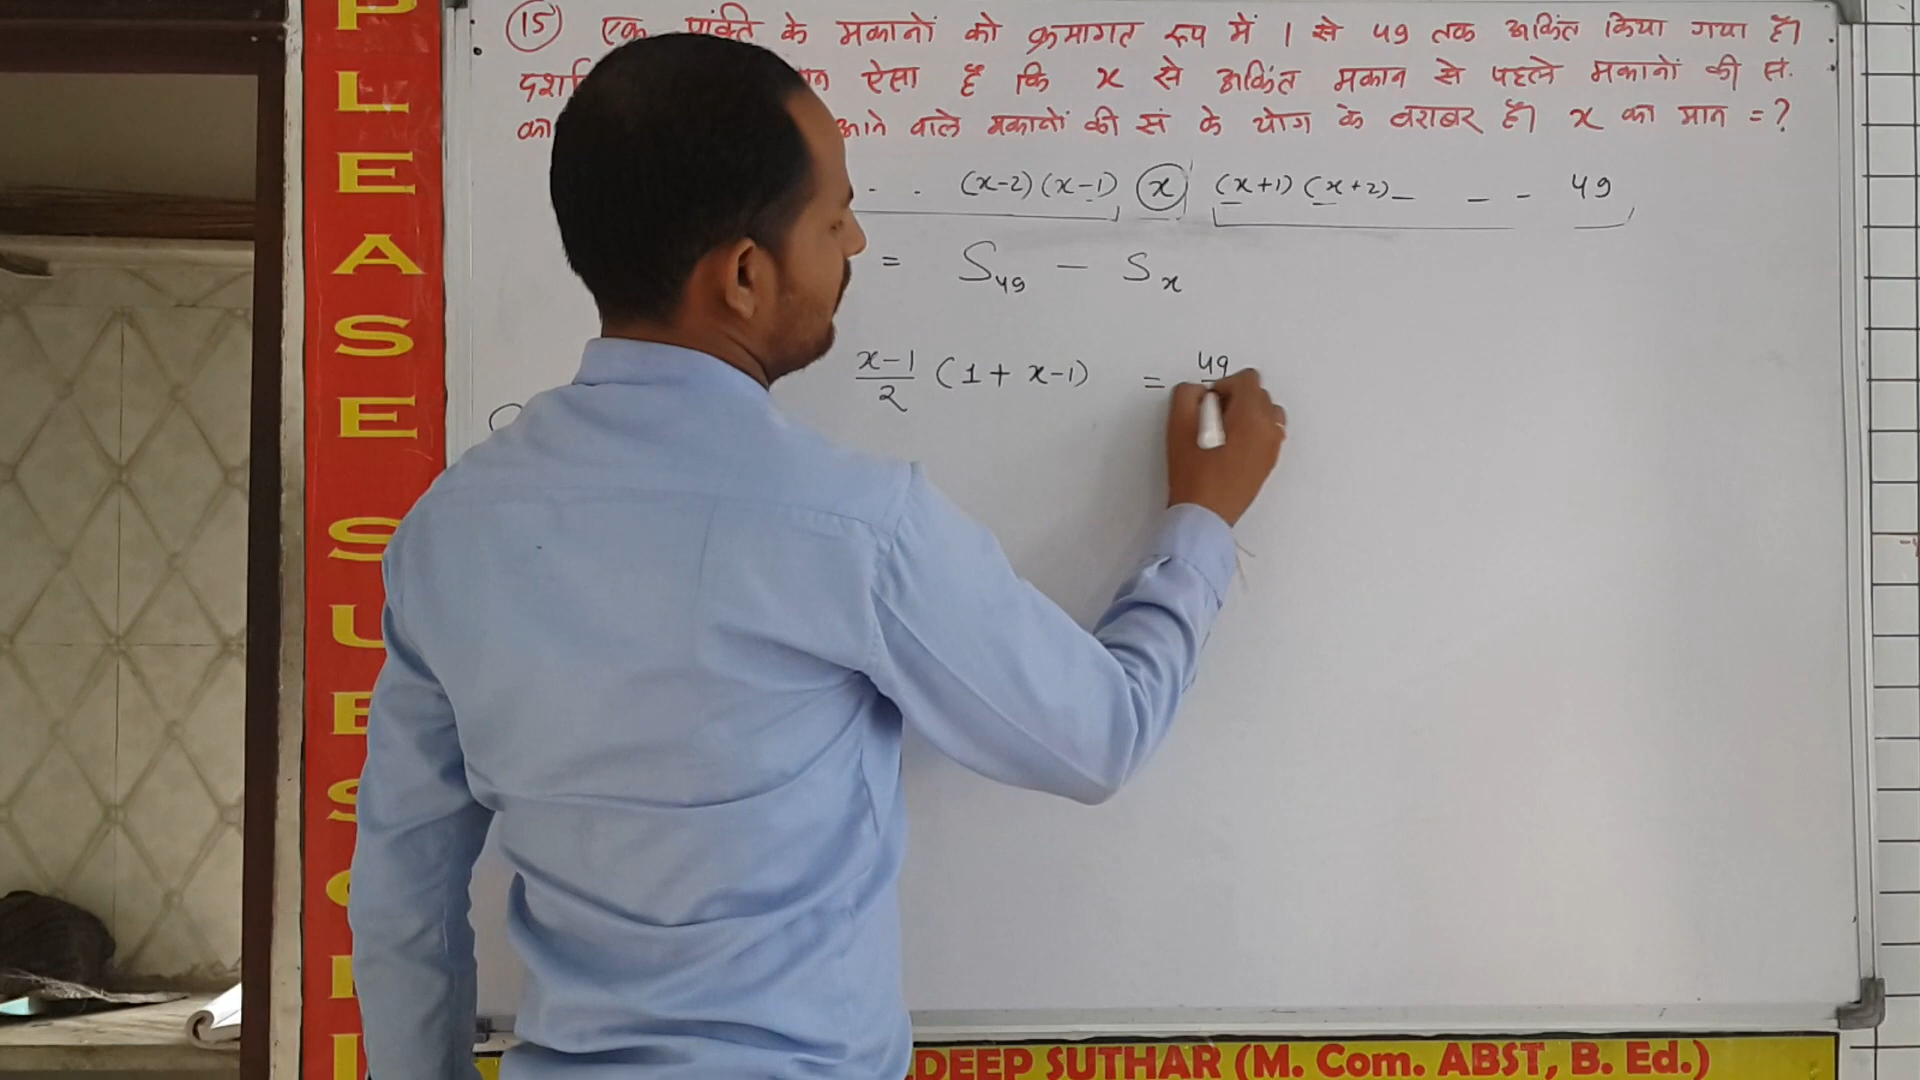 PLEASE SUBSCRI
(15) एक पंक्ति के मकानों को क्रमागत रूप में 1 से 49 तक अंकित किया गया है।
ऐसा है कि x से अंकित मकान से पहले मकानों की सं.
आने वाले मकानों की सं के योग के बराबर है। x का मान = ?
. . (x-2) (x-1) (x) (x+1) (x+2) - - - 49
= S49 - Sx
x-1/2 (1+ x-1) = 49
.DEEP SUTHAR (M. Com. ABST, B. Ed.)